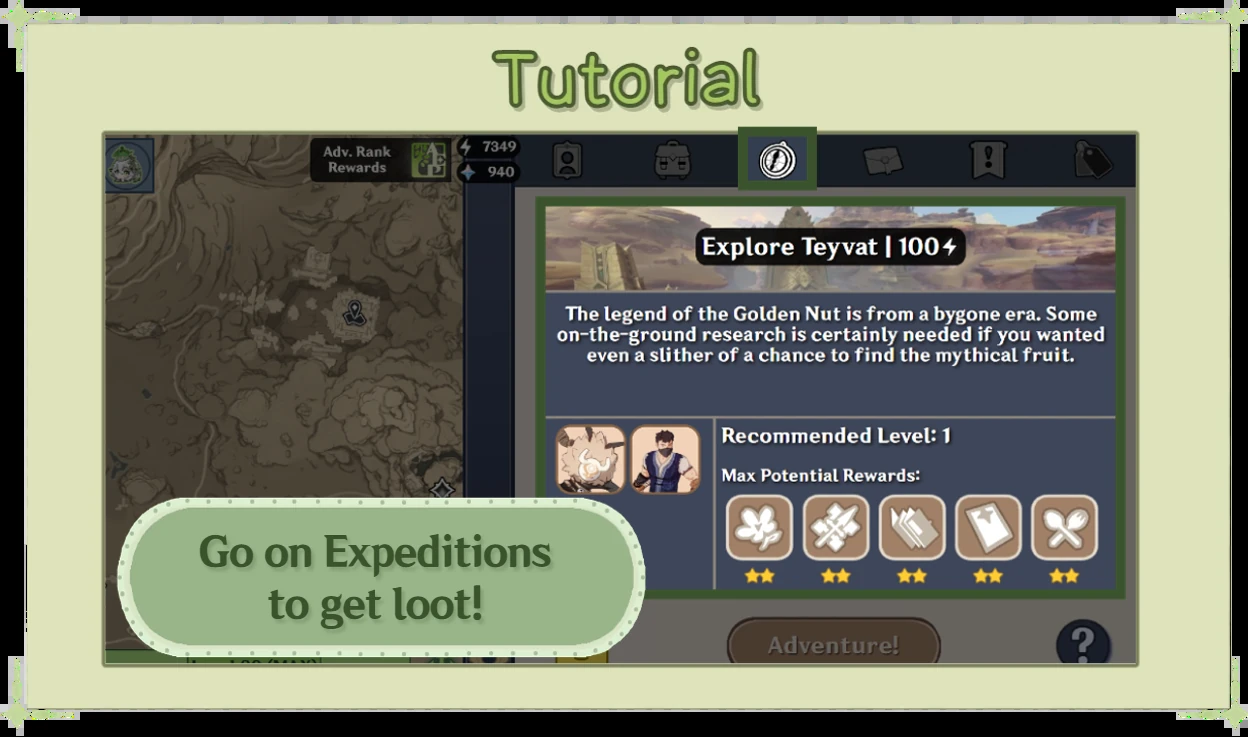 Tutorial
Adv. Rank
Rewards
7349
940
Explore Teyvat | 100
The legend of the Golden Nut is from a bygone era. Some
on-the-ground research is certainly needed if you wanted
even a slither of a chance to find the mythical fruit.
Recommended Level: 1
Max Potential Rewards:
Go on Expeditions
to get loot!
Adventure!
?